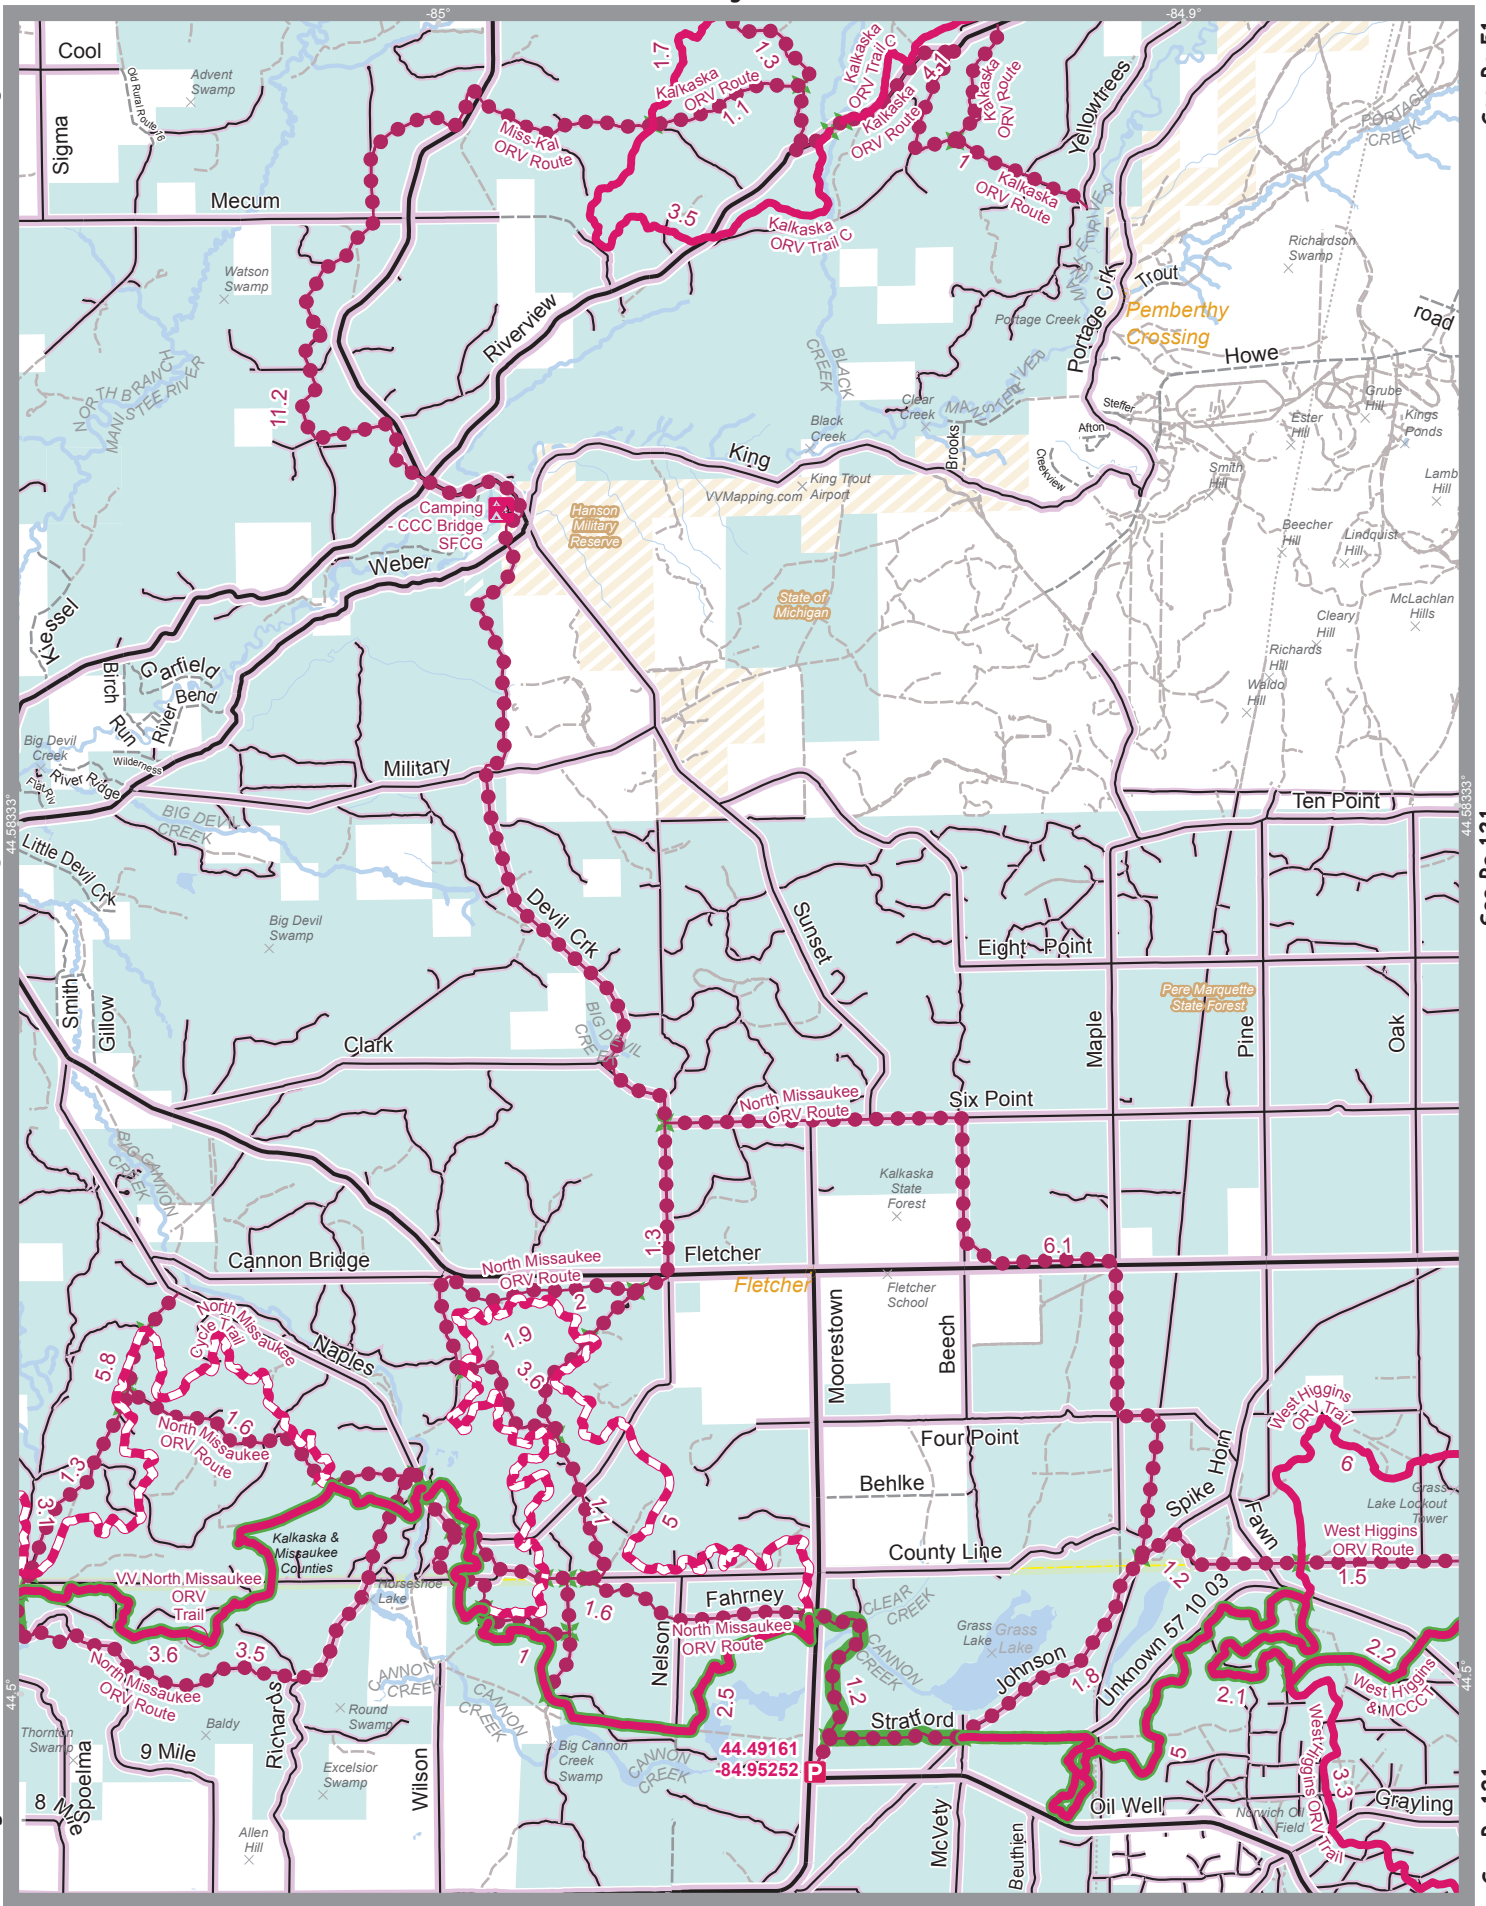 -85°
-84.9°
Cool
Sigma
Old Rural Route 16
Advent
Swamp
Mecum
1.7
1.3
Kalkaska
ORV Route
1.1
Miss-Kal
ORV Route
3.5
Kalkaska
ORV Trail C
Kalkaska
ORV Trail C
4.1
Kalkaska
ORV Route
Kalkaska
ORV Route
1
Kalkaska
ORV Route
Yellowtrees
PORTAGE
CREEK
Richardson
Swamp
Watson
Swamp
NORTH BRANCH
MANISTEE RIVER
11.2
Riverview
BLACK
CREEK
Portage Creek
MANISTEE RIVER
Portage Crk
Trout
Pemberthy
Crossing
Howe
road
Steffer
Afton
Creekview
Brooks
Clear
Creek
MANISTEE RIVER
Black
Creek
King
King Trout
Airport
VVMapping.com
Grube
Hill
Ester
Hill
Kings
Ponds
Smith
Hill
Lamb
Hill
Beecher
Hill
Lindquist
Hill
McLachlan
Hills
Cleary
Hill
Richards
Hill
Waldo
Hill
Camping
- CCC Bridge
SFCG
Hanson
Military
Reserve
State of
Michigan
Weber
Kiessel
Garfield
Birch
Run
River Bend
Big Devil
Creek
Wilderness
River Ridge
Flat Riv
Military
BIG DEVIL
CREEK
44.58333°
44.58333°
Ten Point
Little Devil Crk
Big Devil
Swamp
Devil Crk
Sunset
Eight Point
Pere Marquette
State Forest
Smith
Gillow
Clark
BIG DEVIL
CREEK
Maple
Pine
Oak
North Missaukee
ORV Route
Six Point
BIG CANNON
CREEK
Kalkaska
State
Forest
1.3
Fletcher
6.1
Cannon Bridge
North Missaukee
ORV Route
2
Fletcher
Fletcher
School
North Missaukee
Cycle Trail
Naples
1.9
3.6
5.8
1.6
North Missaukee
ORV Route
1.3
3.1
Moorestown
Beech
Four Point
Behlke
Spike Horn
Fawn
West Higgins
ORV Trail
6
Grass
Lake Lookout
Tower
West Higgins
ORV Route
1.5
1.1
5
Kalkaska &
Missaukee
Counties
County Line
1.2
VV North Missaukee
ORV
Trail
Horseshoe
Lake
1.6
Fahrney
CLEAR
CREEK
Nelson
North Missaukee
ORV Route
Grass
Lake
Grass
Lake
Johnson
1.8
Unknown 57 10 03
3.6
3.5
North Missaukee
ORV Route
1
CANNON
CREEK
CANNON
CREEK
CANNON
CREEK
2.5
1.2
2.2
West Higgins
& MCCCT
2.1
44.5°
44.5°
Thornton
Swamp
Baldy
Round
Swamp
Richards
Spoelma
9 Mile
8 Mile
Excelsior
Swamp
Allen
Hill
Wilson
Big Cannon
Creek
Swamp
CANNON
CREEK
44.49161
-84.95252
P
Stratford
5
West Higgins ORV Trail
3.3
Oil Well
Norwich Oil
Field
Grayling
McVety
Beuthien